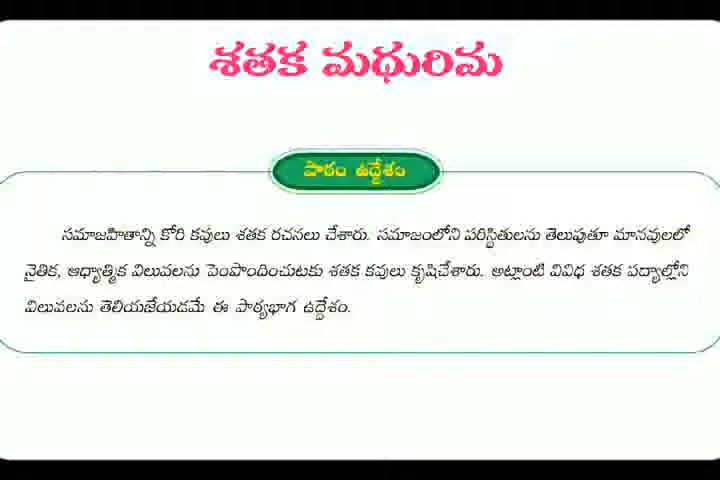 శతక మధురిమ
పాఠం ఉద్దేశం
సమాజహితాన్ని కోరి కవులు శతక రచనలు చేశారు. సమాజంలోని పరిస్థితులను తెలుపుతూ మానవులలో
నైతిక, ఆధ్యాత్మిక విలువలను పెంపొందించుటకు శతక కవులు కృషిచేశారు. అట్లాంటి వివిధ శతక పద్యాల్లోని
విలువలను తెలియజేయడమే ఈ పాఠ్యభాగ ఉద్దేశం.